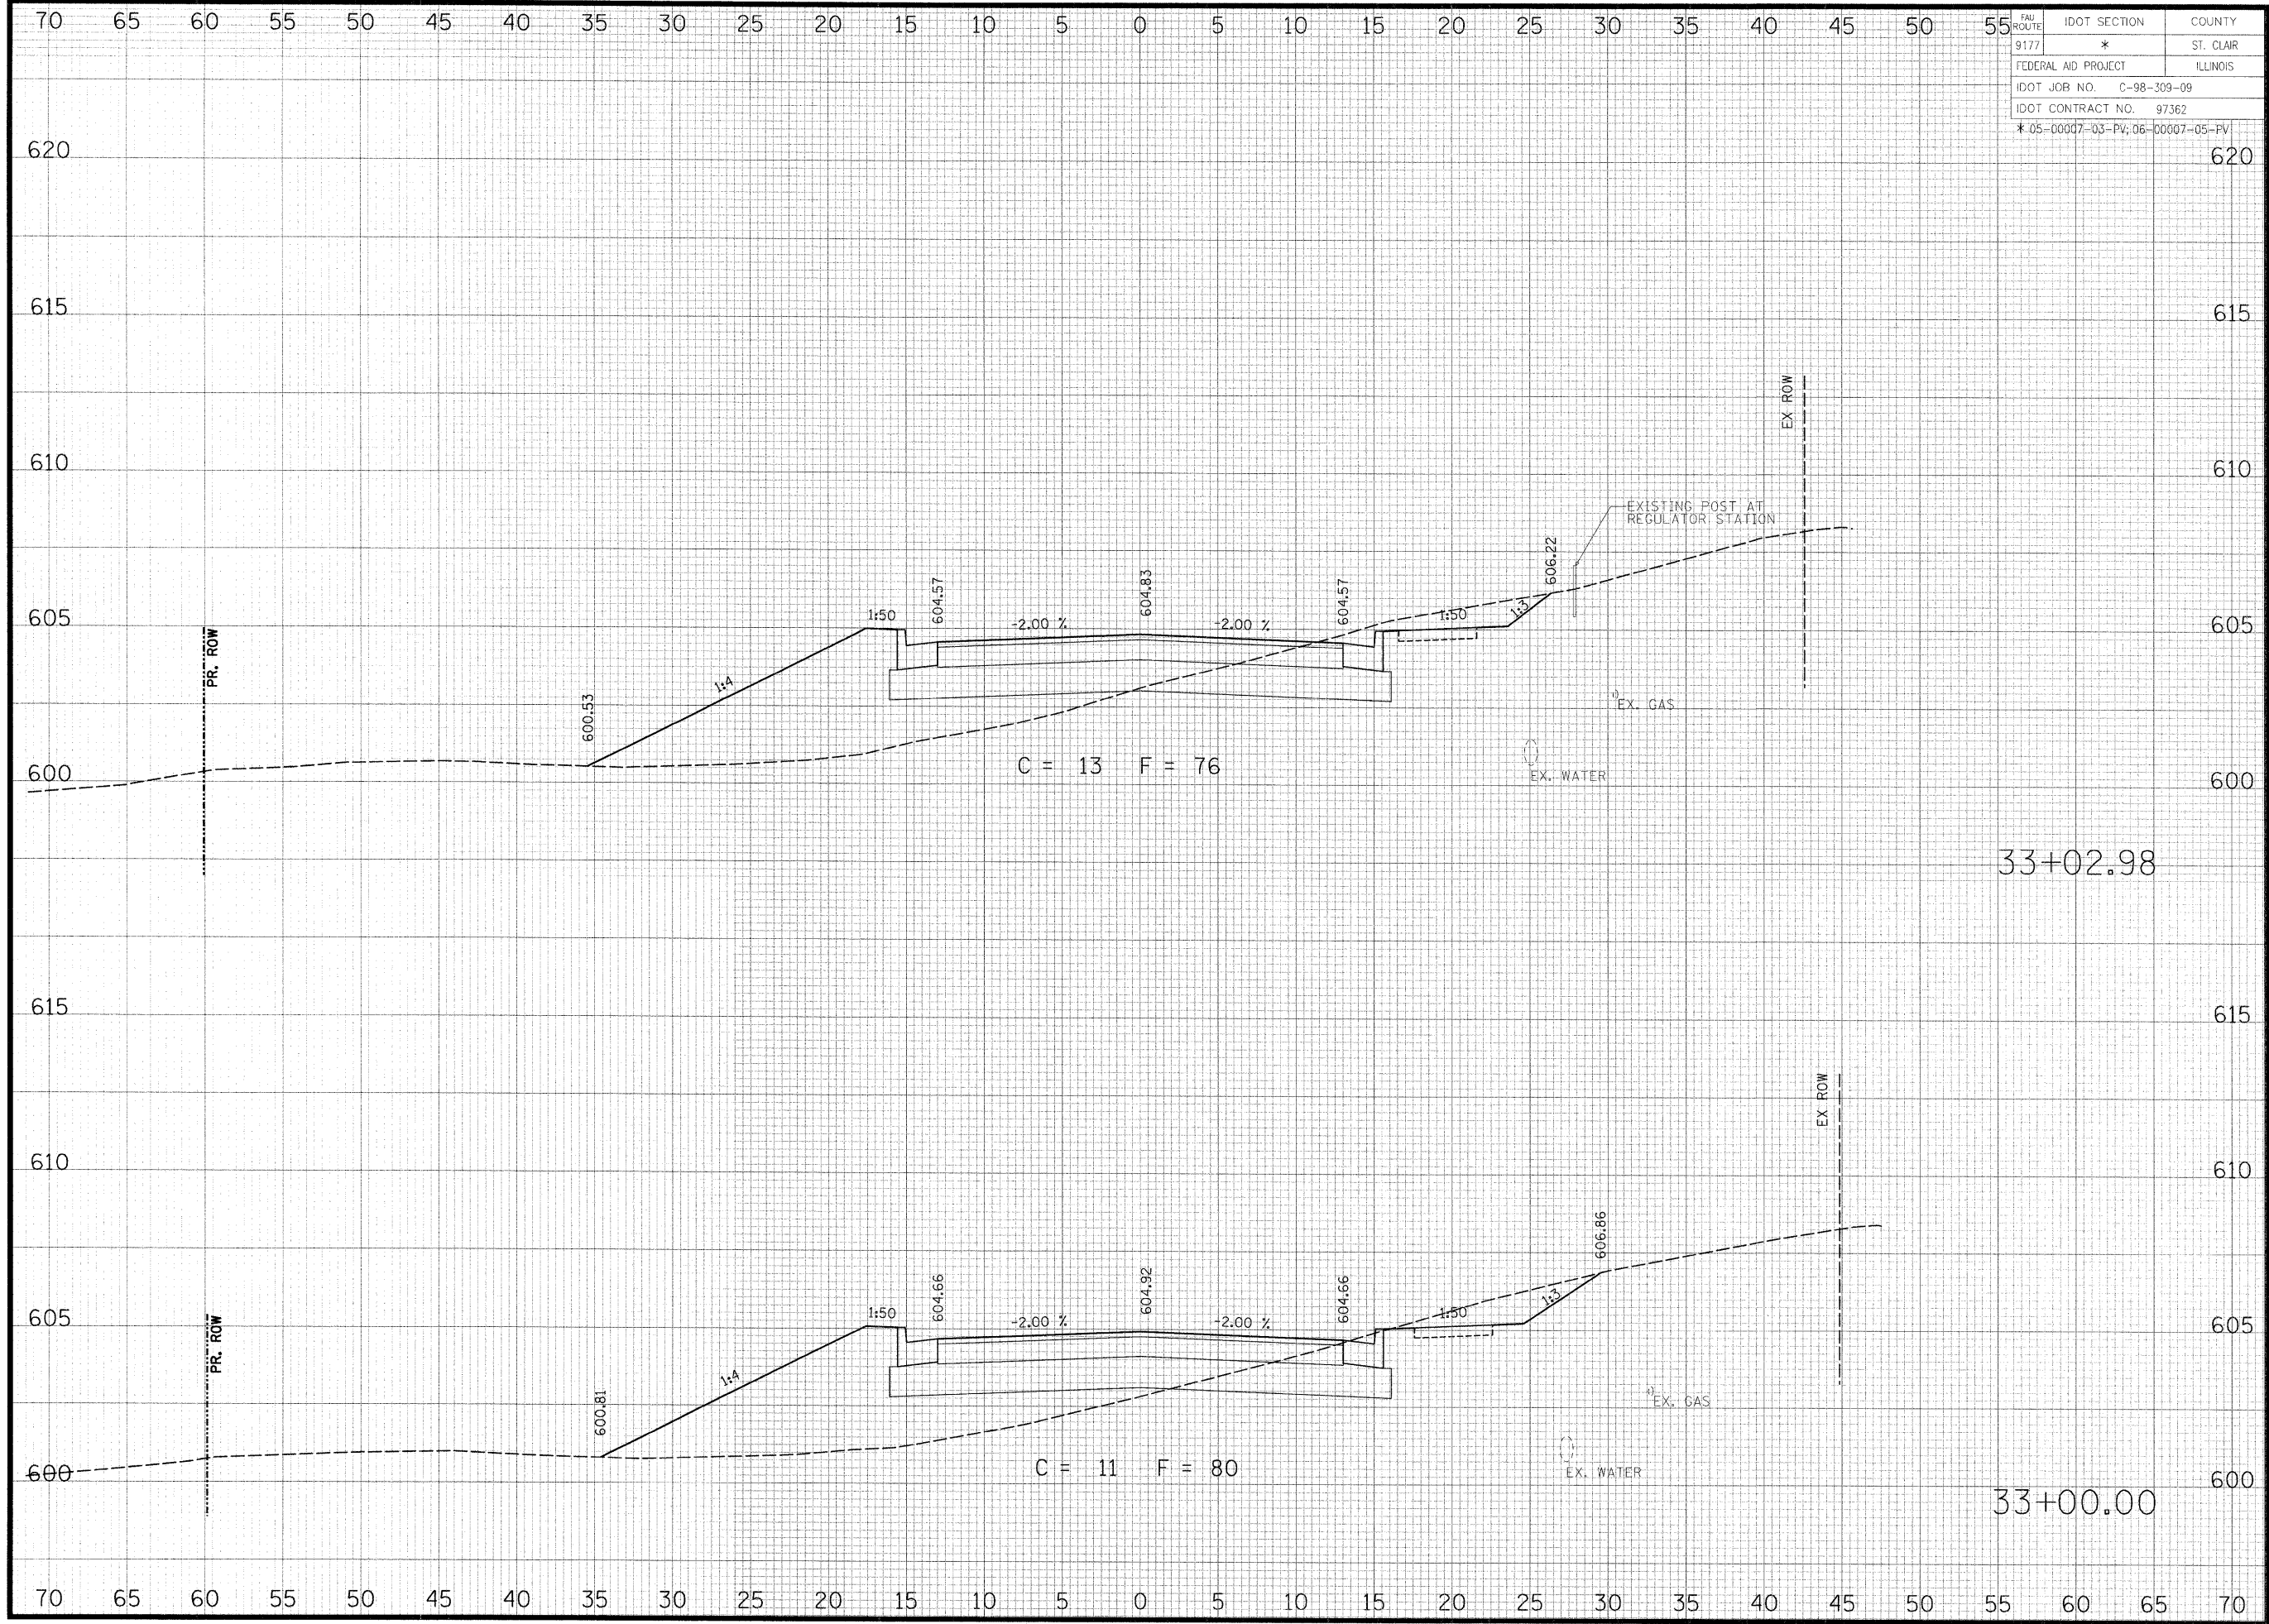 70 65 60 55 50 45 40 35 30 25 20 15 10 5 0 5 10 15 20 25 30 35 40 45 50 55
FAU ROUTE IDOT SECTION COUNTY
9177 * ST. CLAIR
FEDERAL AID PROJECT ILLINOIS
IDOT JOB NO. C-98-309-09
IDOT CONTRACT NO. 97362
* 05-00007-03-PV; 06-00007-05-PV
620 620
615 615
EX ROW
610 610
EXISTING POST AT
REGULATOR STATION
605 605
PR. ROW
600.53
1:4
1:50
604.57
-2.00 %
604.83
-2.00 %
604.57
1:50
1:3
606.22
EX. GAS
EX. WATER
600 600
C = 13 F = 76
33+02.98
615 615
EX ROW
610 610
605 605
PR. ROW
600.81
1:4
1:50
604.66
-2.00 %
604.92
-2.00 %
604.66
1:50
1:3
606.86
EX. GAS
EX. WATER
600 600
C = 11 F = 80
33+00.00
70 65 60 55 50 45 40 35 30 25 20 15 10 5 0 5 10 15 20 25 30 35 40 45 50 55 60 65 70